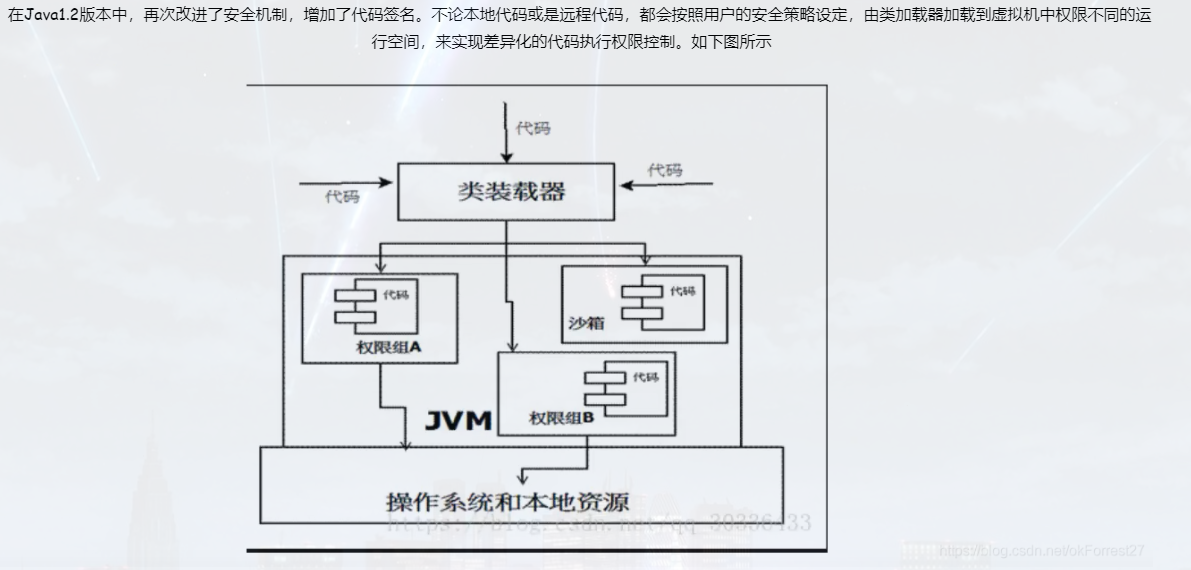 在Java1.2版本中，再次改进了安全机制，增加了代码签名。不论本地代码或是远程代码，都会按照用户的安全策略设定，由类加载器加载到虚拟机中权限不同的运
行空间，来实现差异化的代码执行权限控制。如下图所示
代码
代码
代码
类装载器
代码
权限组A
代码
沙箱
代码
权限组B
JVM
操作系统和本地资源
https://blog.csdn.net/qq_30336433
https://blog.csdn.net/okForrest27